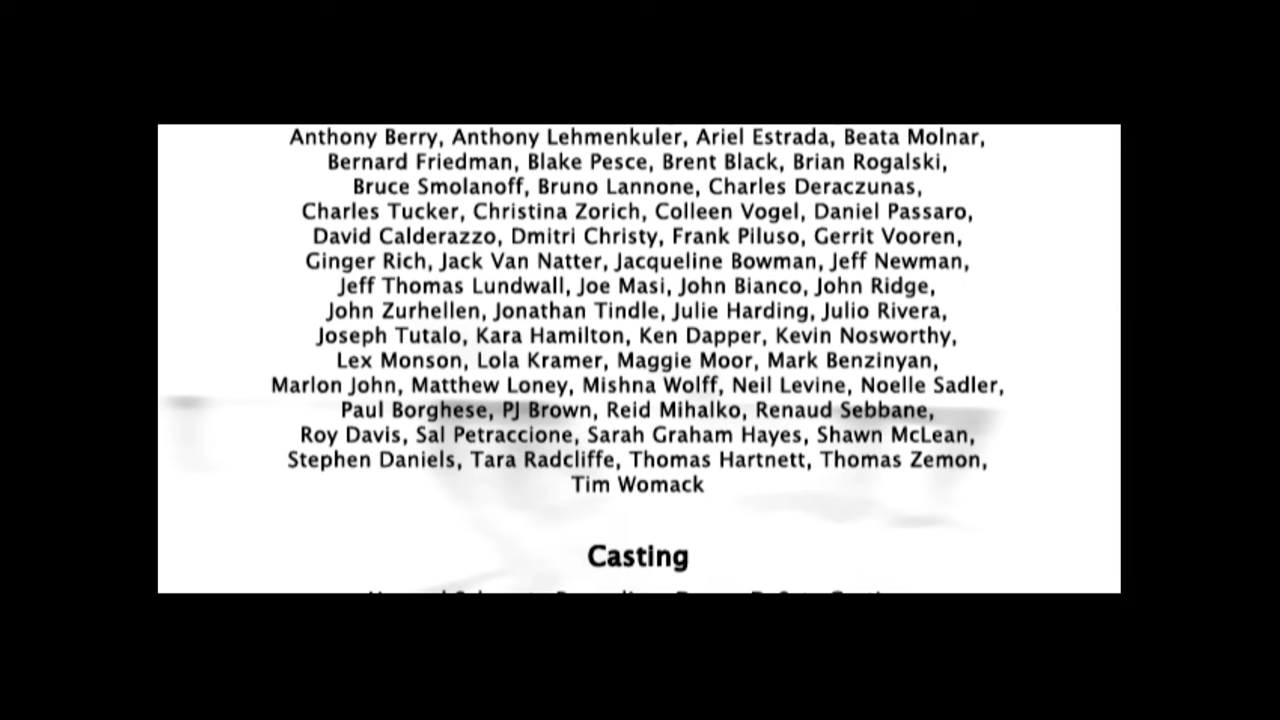 Anthony Berry, Anthony Lehmenkuler, Ariel Estrada, Beata Molnar,
Bernard Friedman, Blake Pesce, Brent Black, Brian Rogalski,
Bruce Smolanoff, Bruno Lannone, Charles Deraczunas,
Charles Tucker, Christina Zorich, Colleen Vogel, Daniel Passaro,
David Calderazzo, Dmitri Christy, Frank Piluso, Gerrit Vooren,
Ginger Rich, Jack Van Natter, Jacqueline Bowman, Jeff Newman,
Jeff Thomas Lundwall, Joe Masi, John Bianco, John Ridge,
John Zurhellen, Jonathan Tindle, Julie Harding, Julio Rivera,
Joseph Tutalo, Kara Hamilton, Ken Dapper, Kevin Nosworthy,
Lex Monson, Lola Kramer, Maggie Moor, Mark Benzinyan,
Marlon John, Matthew Loney, Mishna Wolff, Neil Levine, Noelle Sadler,
Paul Borghese, PJ Brown, Reid Mihalko, Renaud Sebbane,
Roy Davis, Sal Petraccione, Sarah Graham Hayes, Shawn McLean,
Stephen Daniels, Tara Radcliffe, Thomas Hartnett, Thomas Zemon,
Tim Womack
Casting